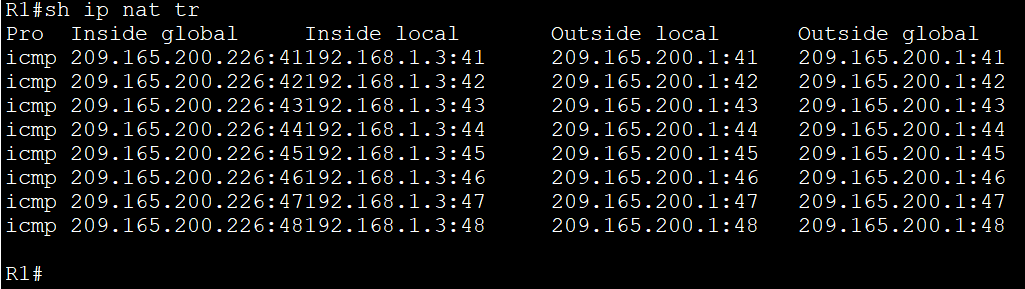 R1#sh ip nat tr
Pro  Inside global     Inside local       Outside local      Outside global
icmp 209.165.200.226:41192.168.1.3:41     209.165.200.1:41   209.165.200.1:41
icmp 209.165.200.226:42192.168.1.3:42     209.165.200.1:42   209.165.200.1:42
icmp 209.165.200.226:43192.168.1.3:43     209.165.200.1:43   209.165.200.1:43
icmp 209.165.200.226:44192.168.1.3:44     209.165.200.1:44   209.165.200.1:44
icmp 209.165.200.226:45192.168.1.3:45     209.165.200.1:45   209.165.200.1:45
icmp 209.165.200.226:46192.168.1.3:46     209.165.200.1:46   209.165.200.1:46
icmp 209.165.200.226:47192.168.1.3:47     209.165.200.1:47   209.165.200.1:47
icmp 209.165.200.226:48192.168.1.3:48     209.165.200.1:48   209.165.200.1:48
R1#